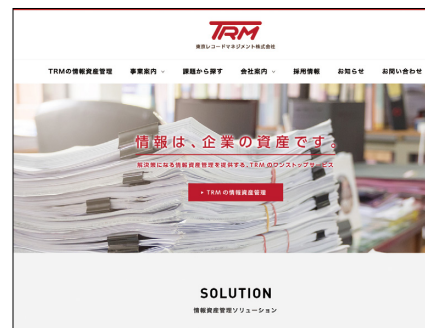 TRM
東京レコードマネジメント株式会社
TRMの情報資産管理 事業案内 課題から探す 会社案内 採用情報 お知らせ お問い合わせ
情報は、企業の資産です。
解決策になる情報資産管理を提供する、TRMのワンストップサービス
TRMの情報資産管理
SOLUTION
情報資産管理ソリューション